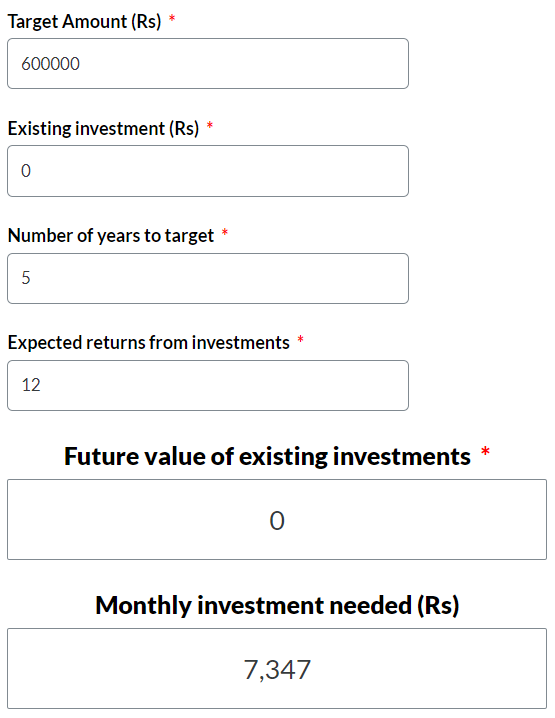 Target Amount (Rs) *
600000
Existing investment (Rs) *
0
Number of years to target *
5
Expected returns from investments *
12
Future value of existing investments *
0
Monthly investment needed (Rs)
7,347